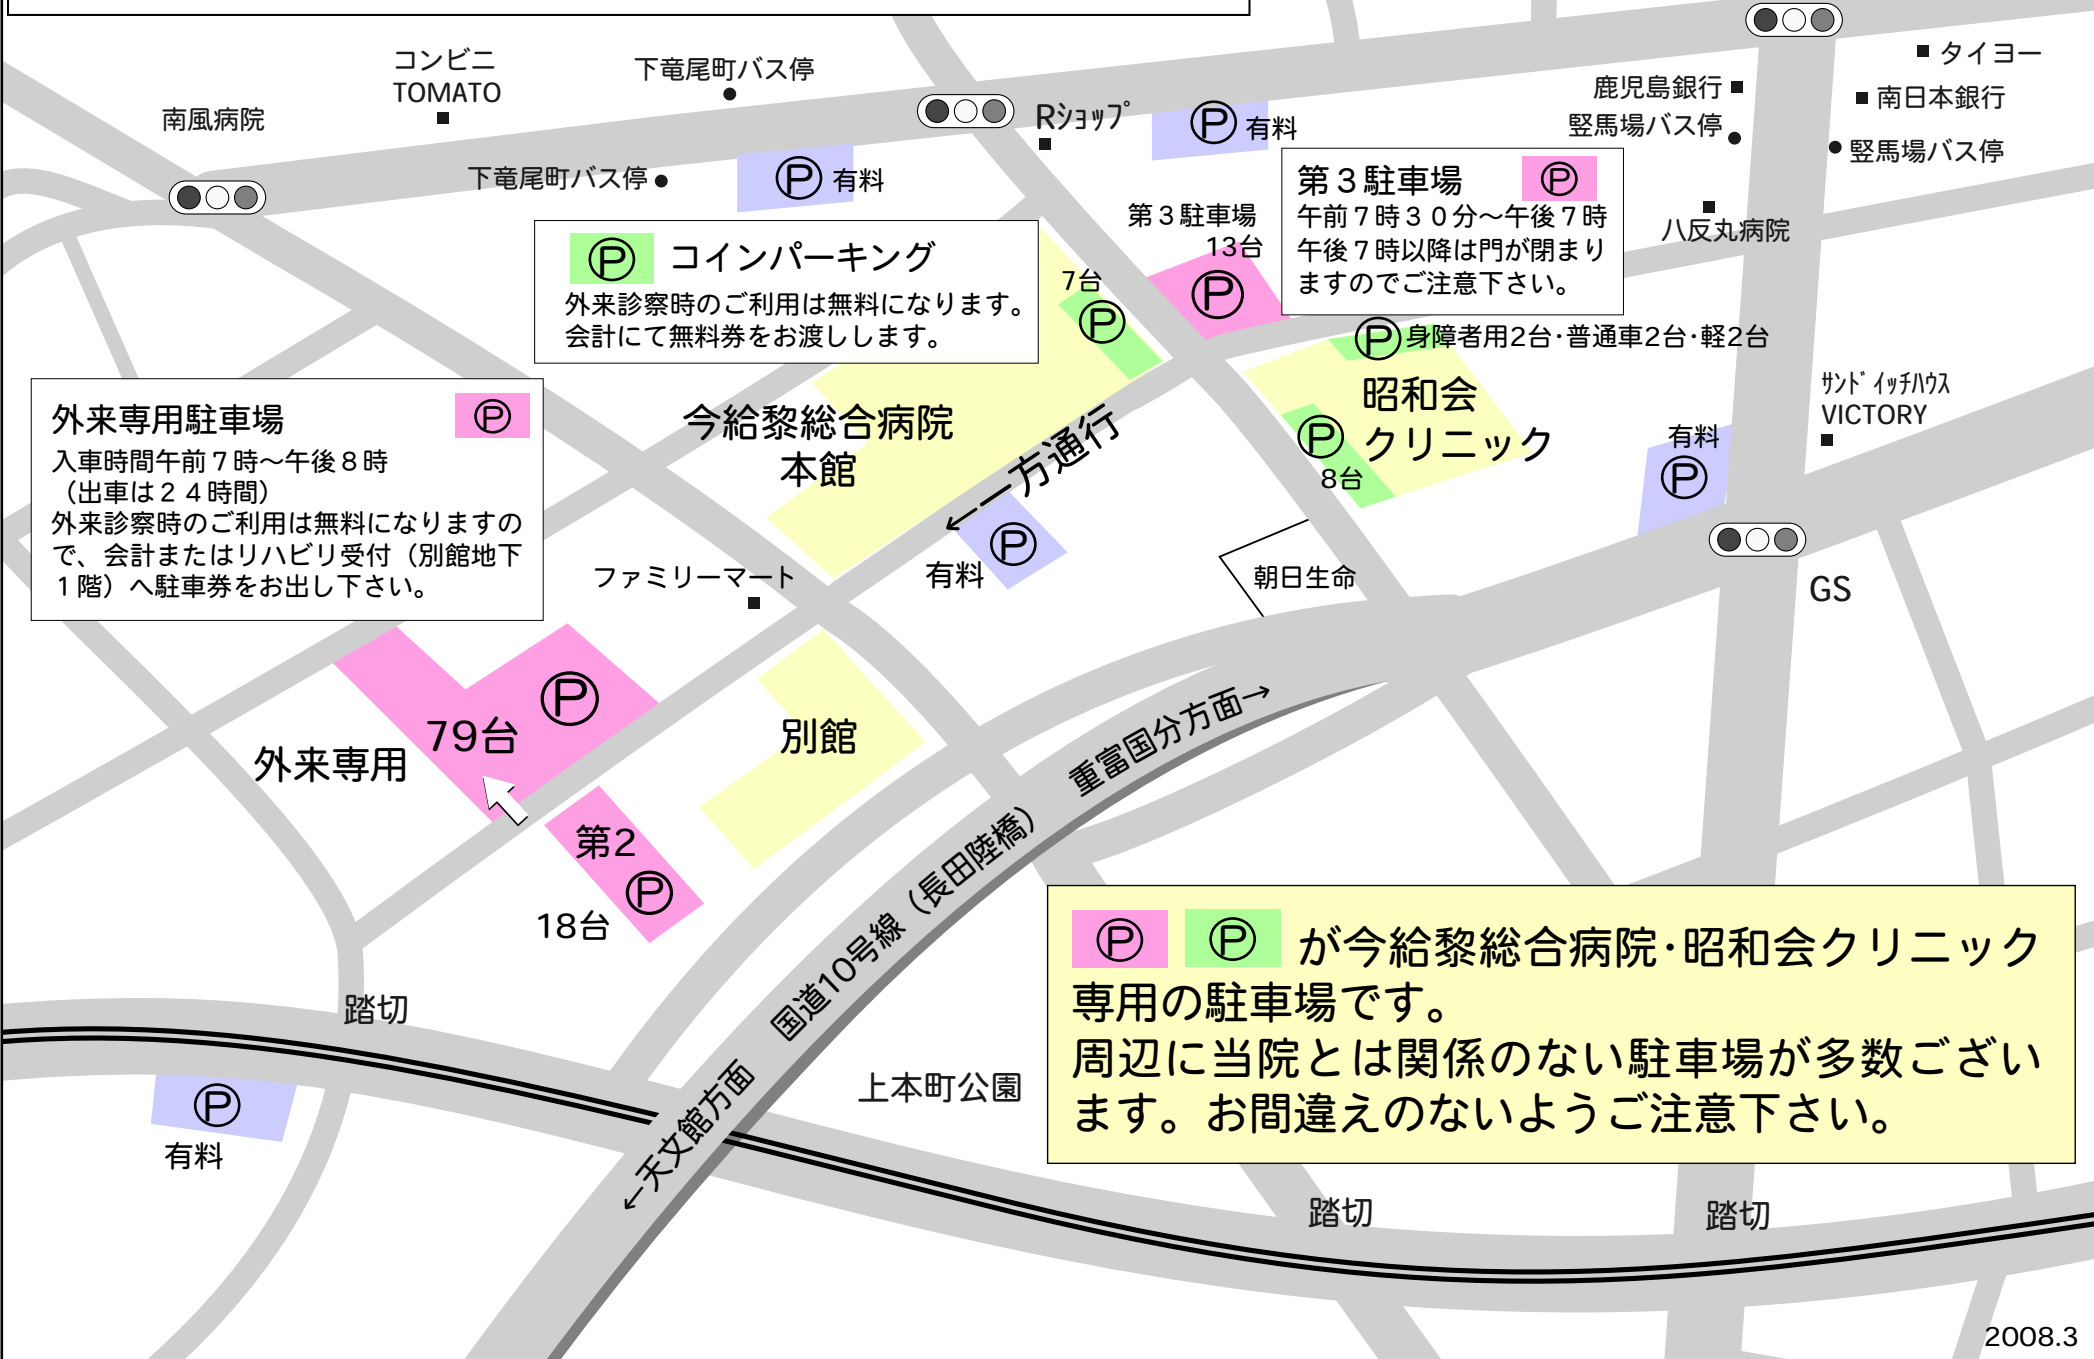 コンビニ
TOMATO
下竜尾町バス停
南風病院
Rｼｮｯﾌﾟ
Ⓟ 有料
鹿児島銀行
竪馬場バス停
タイヨー
南日本銀行
竪馬場バス停
下竜尾町バス停
Ⓟ 有料
第３駐車場
13台
Ⓟ
第３駐車場 Ⓟ
午前７時３０分～午後７時
午後７時以降は門が閉まり
ますのでご注意下さい。
八反丸病院
Ⓟ コインパーキング
外来診察時のご利用は無料になります。
会計にて無料券をお渡しします。
7台
Ⓟ
Ⓟ身障者用2台･普通車2台･軽2台
昭和会
クリニック
Ⓟ
8台
ｻﾝﾄﾞｲｯﾁﾊｳｽ
VICTORY
有料
Ⓟ
外来専用駐車場 Ⓟ
入車時間午前７時～午後８時
（出車は２４時間）
外来診察時のご利用は無料になりますの
で、会計またはリハビリ受付（別館地下
１階）へ駐車券をお出し下さい。
今給黎総合病院
本館
←一方通行
Ⓟ
有料
ファミリーマート
朝日生命
GS
Ⓟ
79台
外来専用
別館
第2
Ⓟ
18台
重富国分方面→
国道10号線（長田陸橋）
←天文館方面
踏切
Ⓟ
有料
上本町公園
Ⓟ Ⓟ が今給黎総合病院･昭和会クリニック
専用の駐車場です。
周辺に当院とは関係のない駐車場が多数ござい
ます。お間違えのないようご注意下さい。
踏切
踏切
2008.3